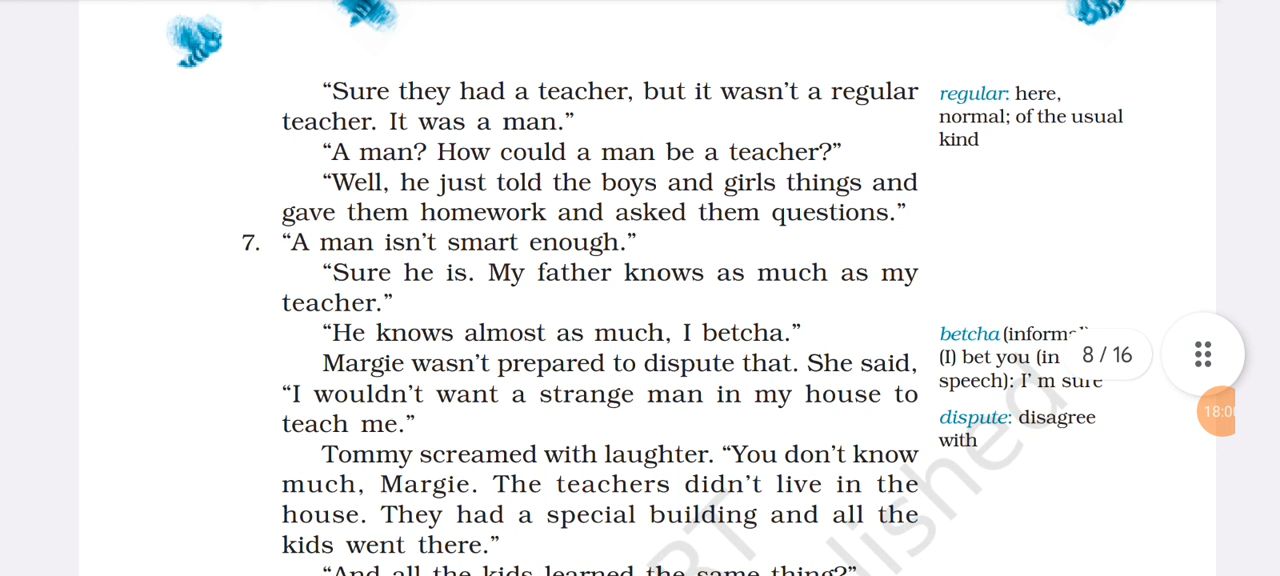 “Sure they had a teacher, but it wasn’t a regular
teacher. It was a man.”
“A man? How could a man be a teacher?”
“Well, he just told the boys and girls things and
gave them homework and asked them questions.”
7. “A man isn’t smart enough.”
“Sure he is. My father knows as much as my
teacher.”
“He knows almost as much, I betcha.”
Margie wasn’t prepared to dispute that. She said,
“I wouldn’t want a strange man in my house to
teach me.”
Tommy screamed with laughter. “You don’t know
much, Margie. The teachers didn’t live in the
house. They had a special building and all the
kids went there.”
“And all the kids learned the same thing?”
regular: here,
normal; of the usual
kind
betcha
(I) bet you (in
speech): I’ m sure
dispute: disagree
with
8 / 16